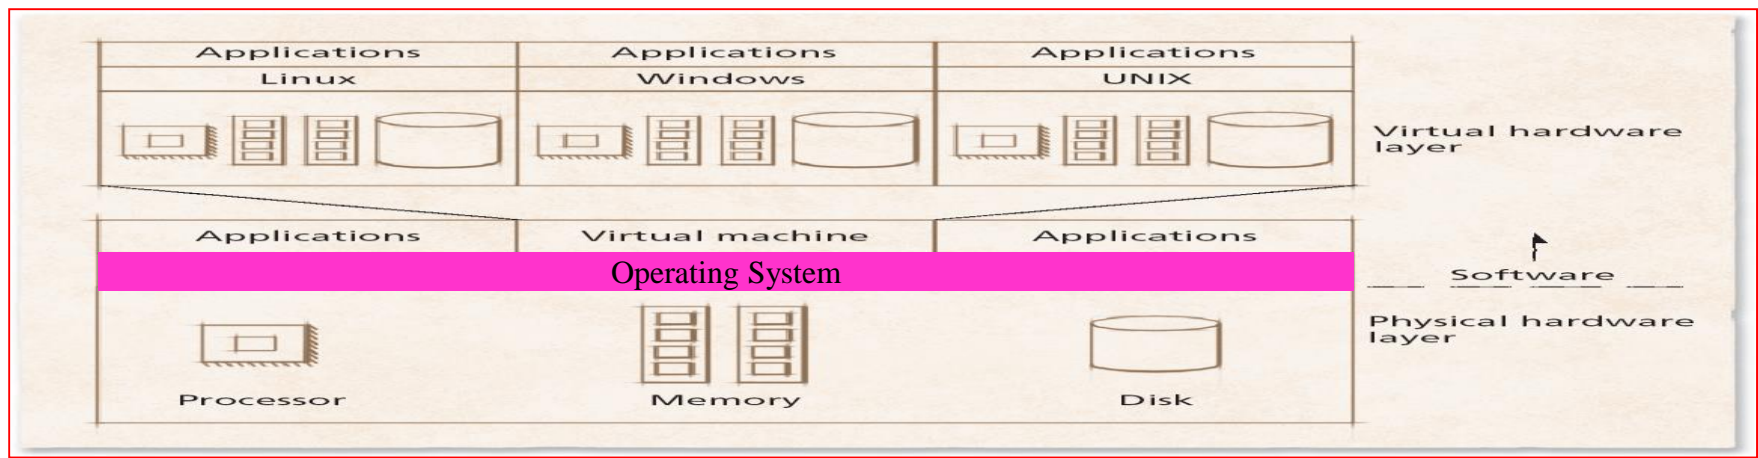 Applications
Applications
Applications
Linux
Windows
UNIX
Virtual hardware
layer
Applications
Virtual machine
Applications
Operating System
Software
Physical hardware
layer
Processor
Memory
Disk